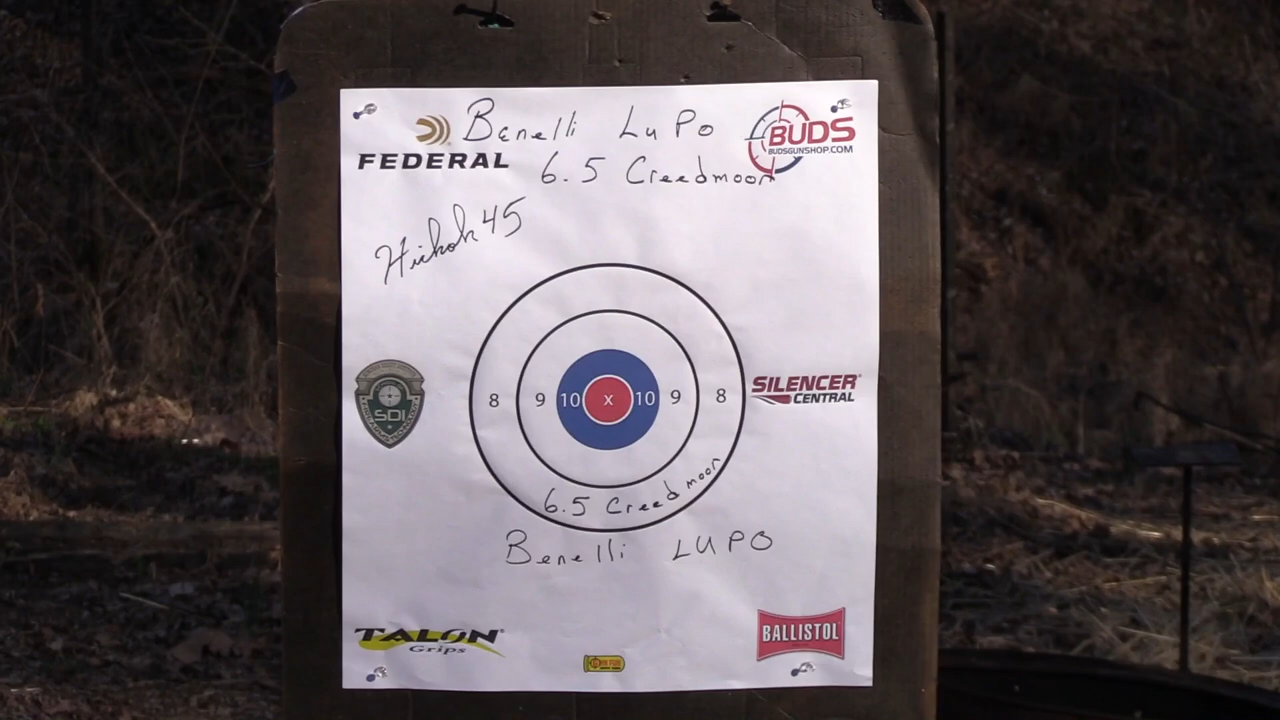 Benelli LuPo
FEDERAL
BUDS
BUDSGUNSHOP.COM
6.5 Creedmoor
Hickok45
8 9 10 x 10 9 8
SDI
SILENCER
CENTRAL
6.5 Creedmoor
Benelli LUPO
TALON
Grips
BALLISTOL